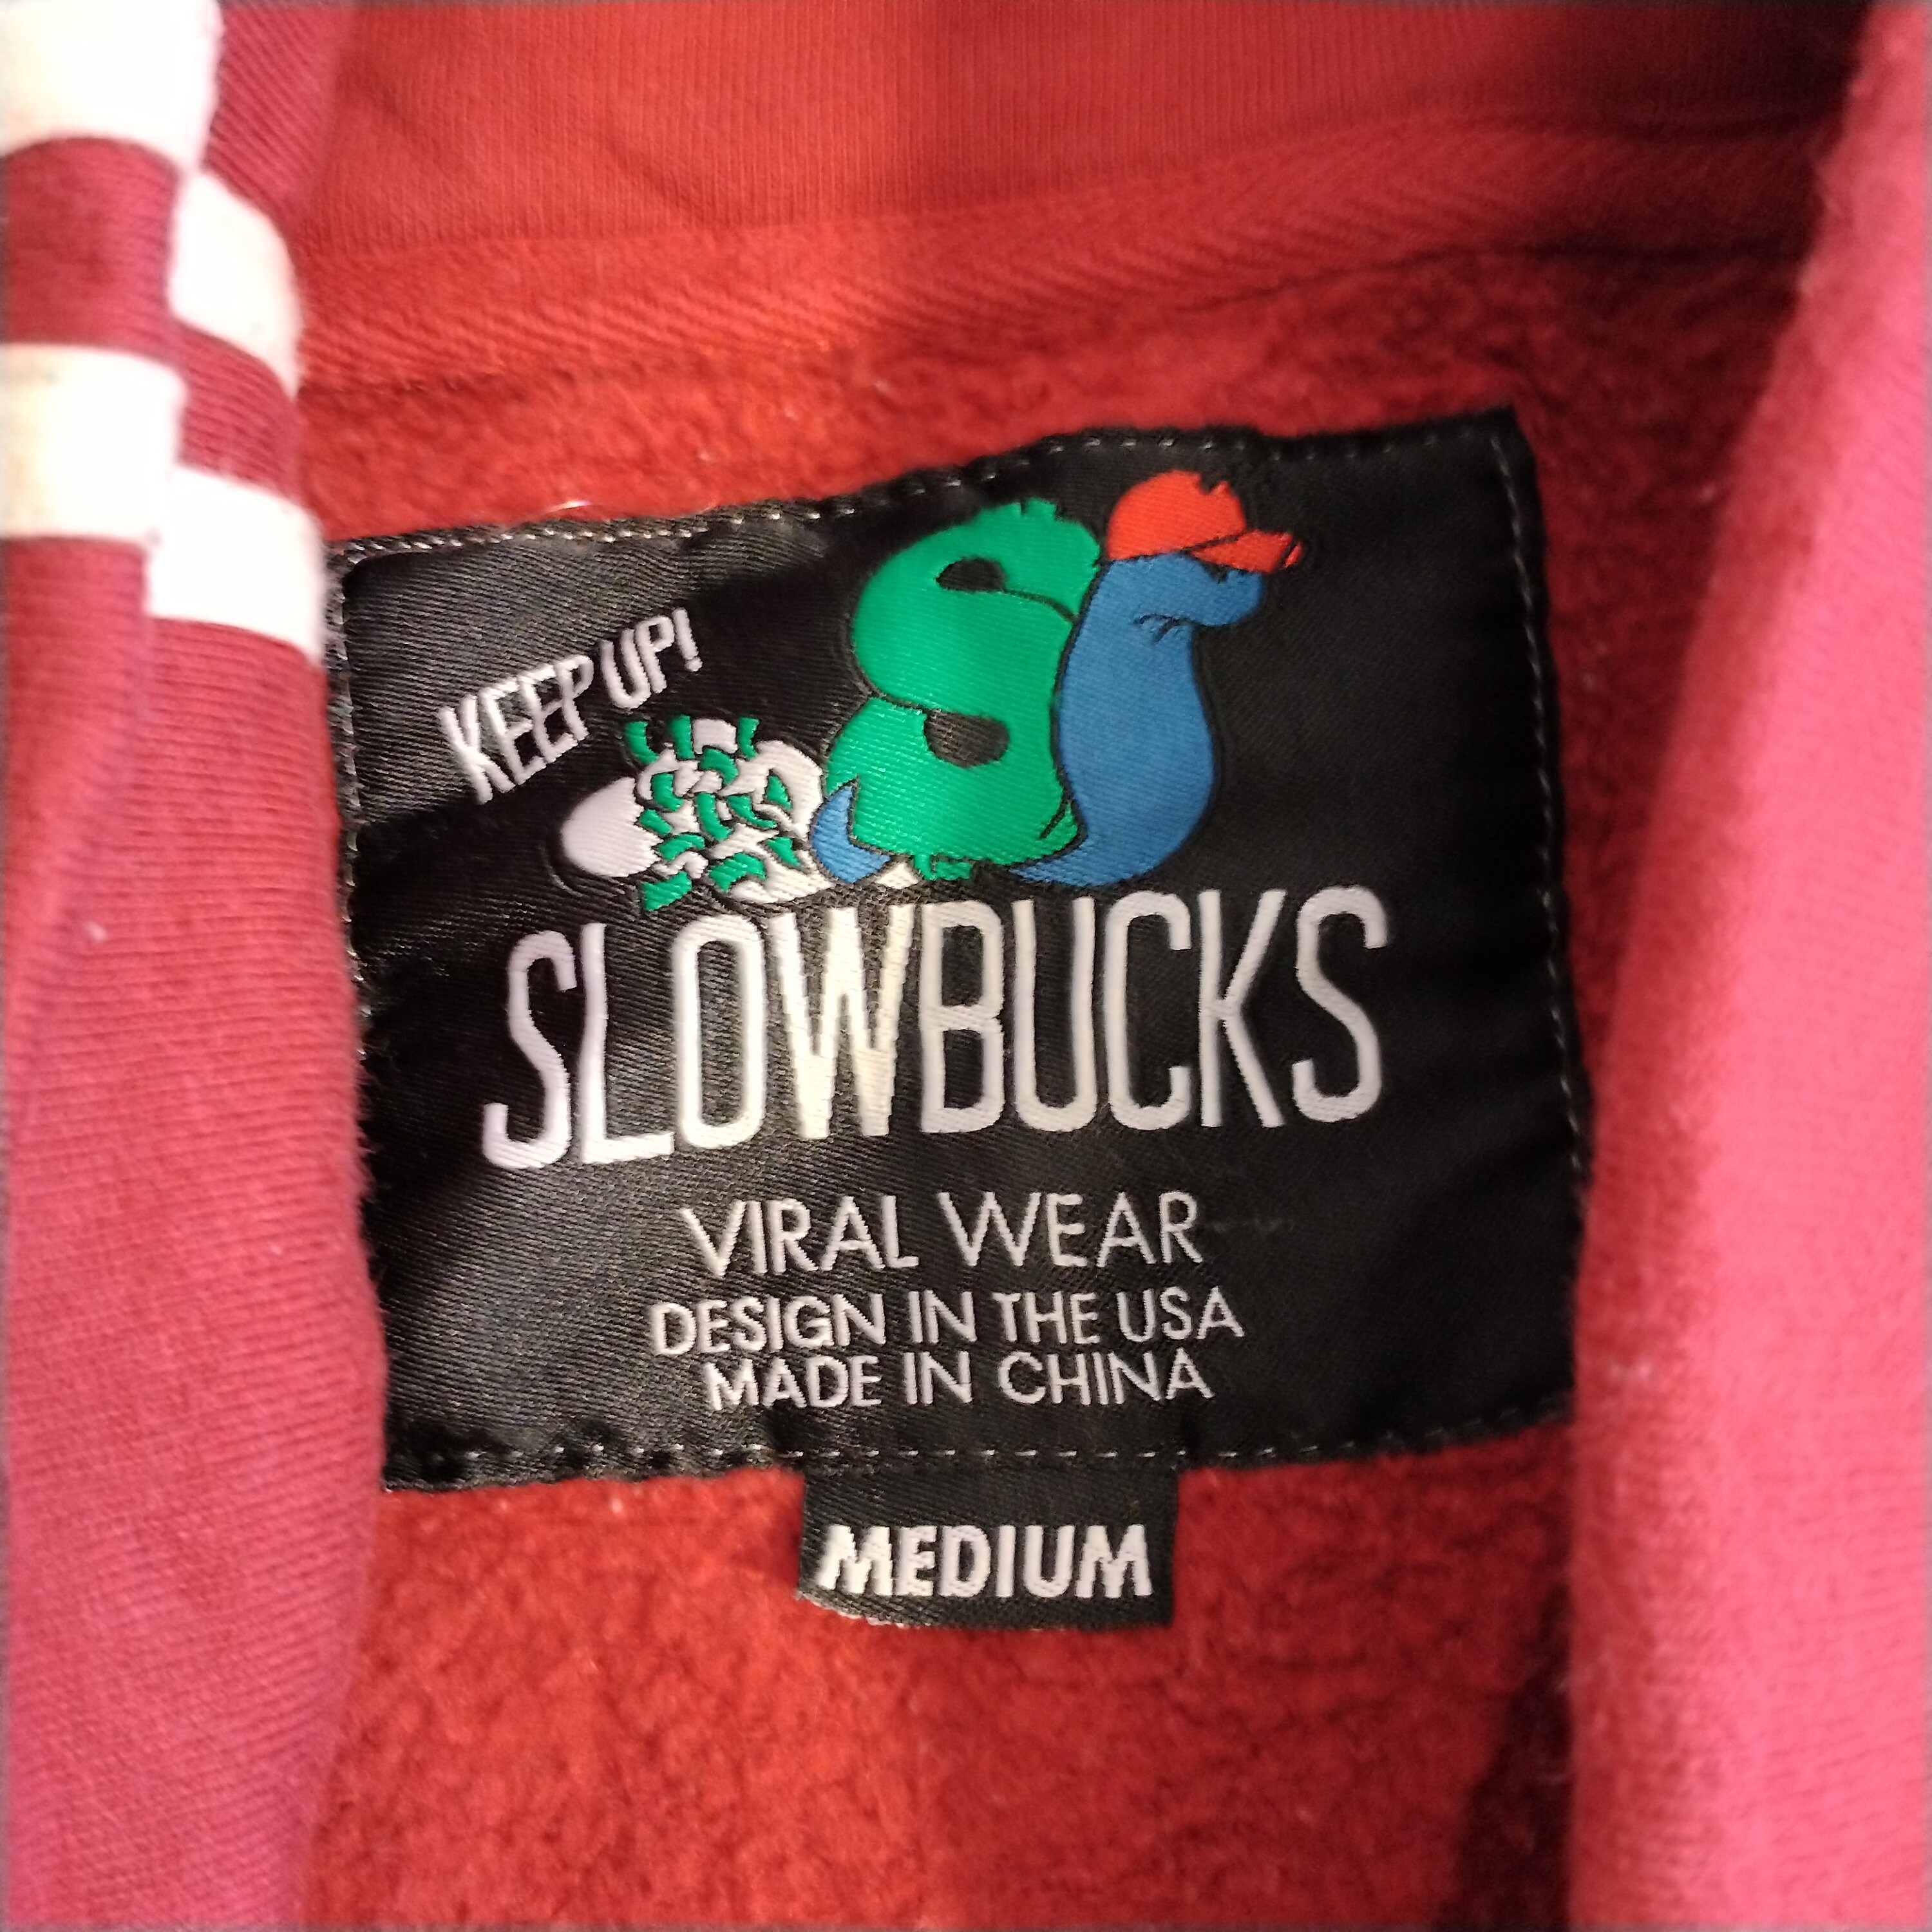 KEEP UP!
S
SLOWBUCKS
VIRAL WEAR
DESIGN IN THE USA
MADE IN CHINA
MEDIUM